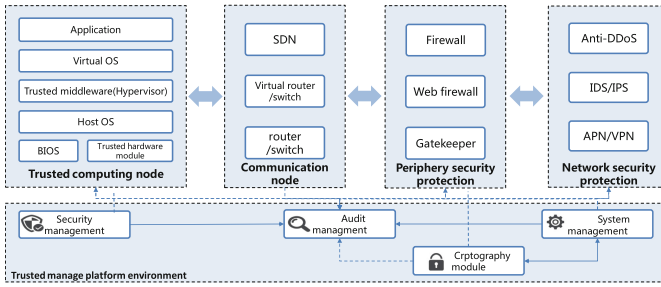 Application
Virtual OS
Trusted middleware(Hypervisor)
Host OS
BIOS
Trusted hardware
module
Trusted computing node
SDN
Virtual router
/switch
router
/switch
Communication
node
Firewall
Web firewall
Gatekeeper
Periphery security
protection
Anti-DDoS
IDS/IPS
APN/VPN
Network security
protection
Security
management
Audit
managment
System
management
Crptography
module
Trusted manage platform environment